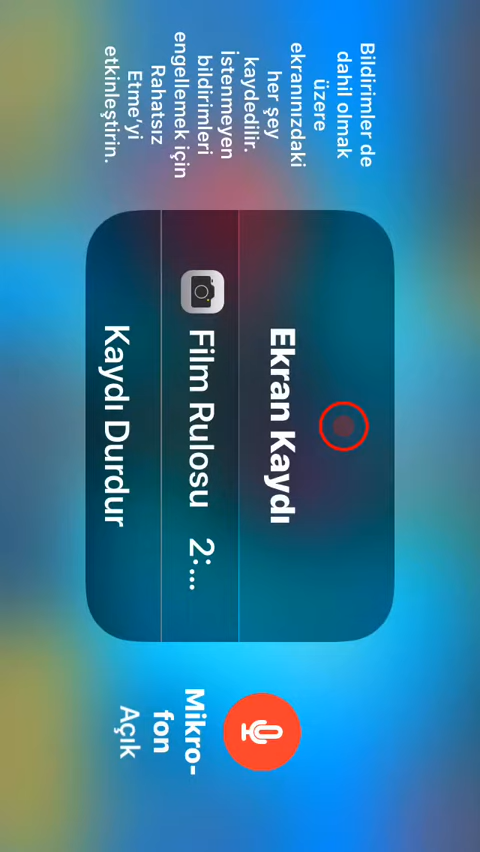 Bildirimler de
dahil olmak
üzere
ekranınızdaki
her şey
kaydedilir.
İstenmeyen
bildirimleri
engellemek için
Rahatsız
Etme’yi
etkinleştirin.
Ekran Kaydı
Film Rulosu 2:...
Kaydı Durdur
Mikro-
fon
Açık